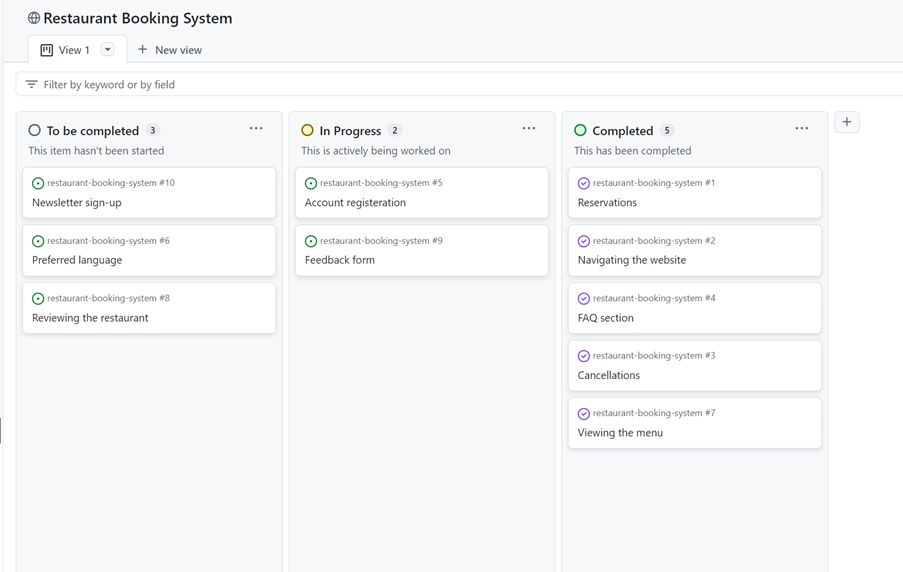 Restaurant Booking System
View 1
New view
Filter by keyword or by field
To be completed 3
This item hasn't been started
restaurant-booking-system #10
Newsletter sign-up
restaurant-booking-system #6
Preferred language
restaurant-booking-system #8
Reviewing the restaurant
In Progress 2
This is actively being worked on
restaurant-booking-system #5
Account registeration
restaurant-booking-system #9
Feedback form
Completed 5
This has been completed
restaurant-booking-system #1
Reservations
restaurant-booking-system #2
Navigating the website
restaurant-booking-system #4
FAQ section
restaurant-booking-system #3
Cancellations
restaurant-booking-system #7
Viewing the menu